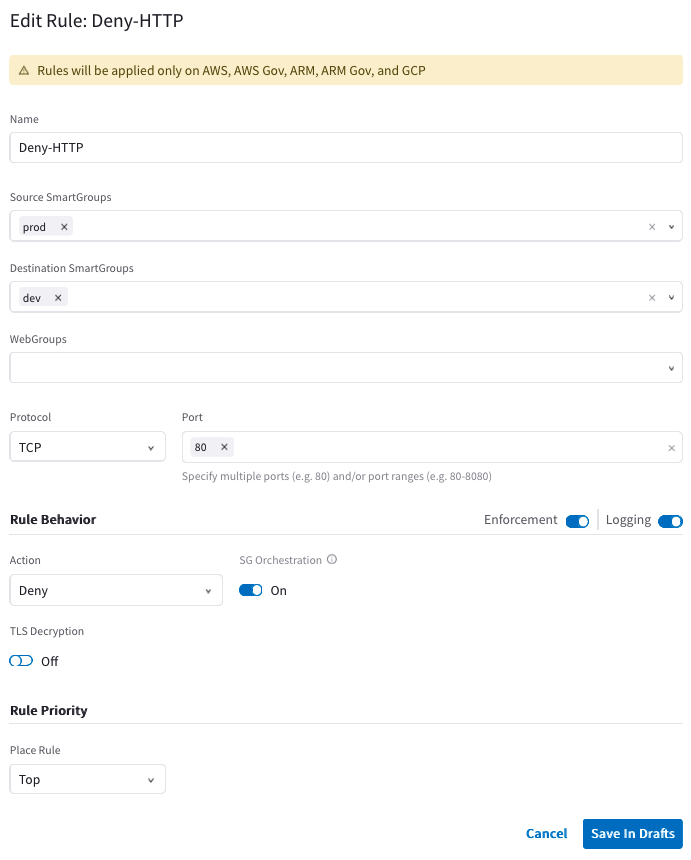 Edit Rule: Deny-HTTP
Rules will be applied only on AWS, AWS Gov, ARM, ARM Gov, and GCP
Name
Deny-HTTP
Source SmartGroups
prod
Destination SmartGroups
dev
WebGroups
Protocol Port
TCP 80
Specify multiple ports (e.g. 80) and/or port ranges (e.g. 80-8080)
Rule Behavior Enforcement Logging
Action SG Orchestration
Deny On
TLS Decryption
Off
Rule Priority
Place Rule
Top
Cancel Save In Drafts